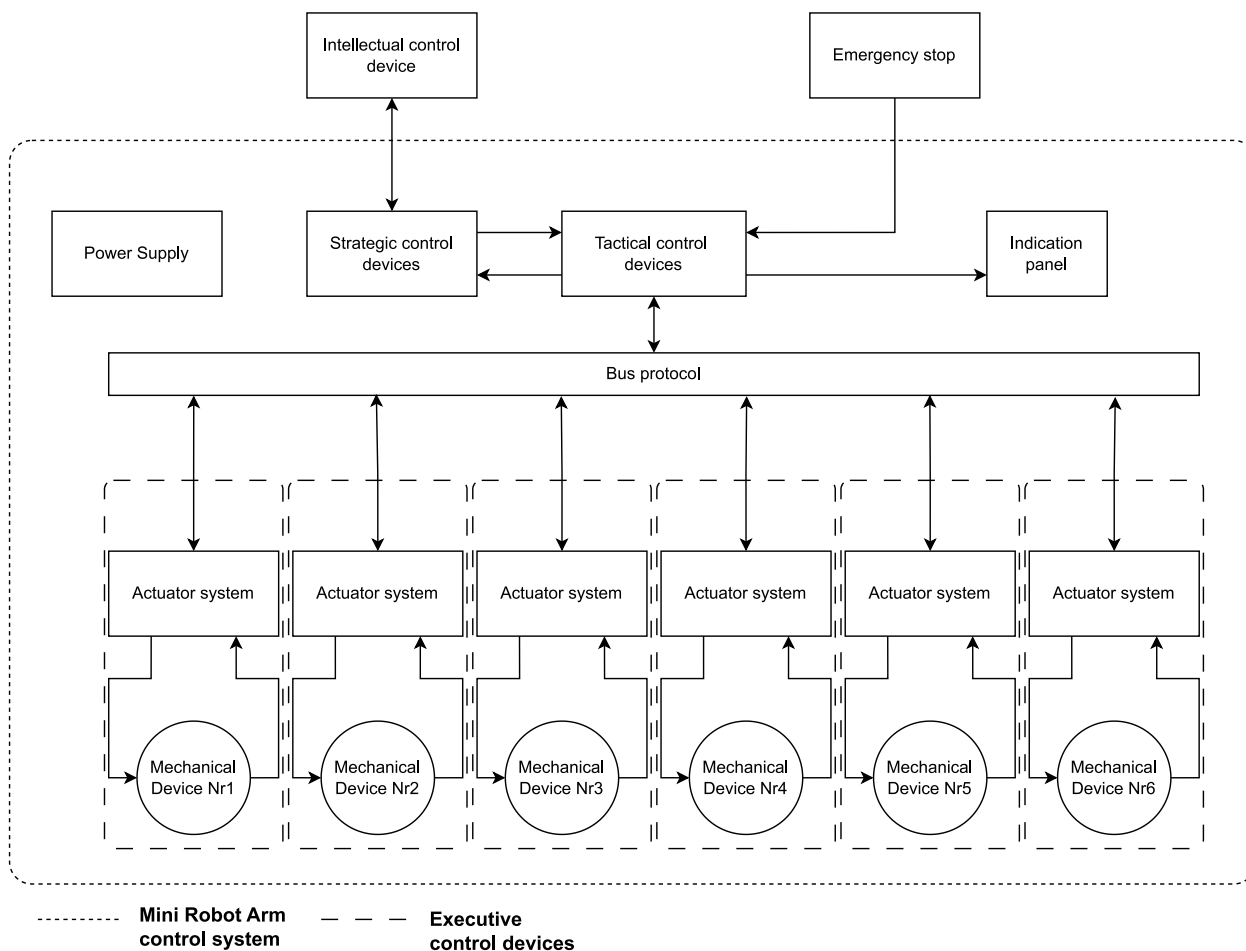 Intellectual control
device
Emergency stop
Power Supply
Strategic control
devices
Tactical control
devices
Indication
panel
Bus protocol
Actuator system
Actuator system
Actuator system
Actuator system
Actuator system
Actuator system
Mechanical
Device Nr1
Mechanical
Device Nr2
Mechanical
Device Nr3
Mechanical
Device Nr4
Mechanical
Device Nr5
Mechanical
Device Nr6
Mini Robot Arm
control system
Executive
control devices